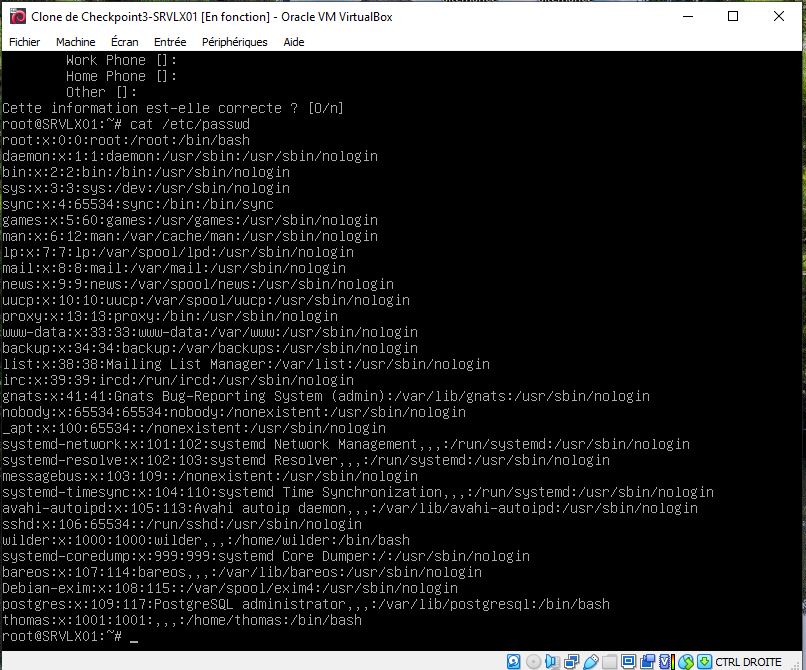 Clone de Checkpoint3-SRVLX01 [En fonction] - Oracle VM VirtualBox
Fichier Machine Écran Entrée Périphériques Aide
Work Phone []:
Home Phone []:
Other []:
Cette information est-elle correcte ? [O/n]
root@SRVLX01:~# cat /etc/passwd
root:x:0:0:root:/root:/bin/bash
daemon:x:1:1:daemon:/usr/sbin:/usr/sbin/nologin
bin:x:2:2:bin:/bin:/usr/sbin/nologin
sys:x:3:3:sys:/dev:/usr/sbin/nologin
sync:x:4:65534:sync:/bin:/bin/sync
games:x:5:60:games:/usr/games:/usr/sbin/nologin
man:x:6:12:man:/var/cache/man:/usr/sbin/nologin
lp:x:7:7:lp:/var/spool/lpd:/usr/sbin/nologin
mail:x:8:8:mail:/var/mail:/usr/sbin/nologin
news:x:9:9:news:/var/spool/news:/usr/sbin/nologin
uucp:x:10:10:uucp:/var/spool/uucp:/usr/sbin/nologin
proxy:x:13:13:proxy:/bin:/usr/sbin/nologin
www-data:x:33:33:www-data:/var/www:/usr/sbin/nologin
backup:x:34:34:backup:/var/backups:/usr/sbin/nologin
list:x:38:38:Mailing List Manager:/var/list:/usr/sbin/nologin
irc:x:39:39:ircd:/run/ircd:/usr/sbin/nologin
gnats:x:41:41:Gnats Bug-Reporting System (admin):/var/lib/gnats:/usr/sbin/nologin
nobody:x:65534:65534:nobody:/nonexistent:/usr/sbin/nologin
_apt:x:100:65534::/nonexistent:/usr/sbin/nologin
systemd-network:x:101:102:systemd Network Management,,,:/run/systemd:/usr/sbin/nologin
systemd-resolve:x:102:103:systemd Resolver,,,:/run/systemd:/usr/sbin/nologin
messagebus:x:103:109::/nonexistent:/usr/sbin/nologin
systemd-timesync:x:104:110:systemd Time Synchronization,,,:/run/systemd:/usr/sbin/nologin
avahi-autoipd:x:105:113:Avahi autoip daemon,,,:/var/lib/avahi-autoipd:/usr/sbin/nologin
sshd:x:106:65534::/run/sshd:/usr/sbin/nologin
wilder:x:1000:1000:wilder,,,:/home/wilder:/bin/bash
systemd-coredump:x:999:999:systemd Core Dumper:/:/usr/sbin/nologin
bareos:x:107:114:bareos,,,:/var/lib/bareos:/usr/sbin/nologin
Debian-exim:x:108:115::/var/spool/exim4:/usr/sbin/nologin
postgres:x:109:117:PostgreSQL administrator,,,:/var/lib/postgresql:/bin/bash
thomas:x:1001:1001:,,,:/home/thomas:/bin/bash
root@SRVLX01:~# _
CTRL DROITE